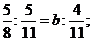 5/8 : 5/11 = b : 4/11;